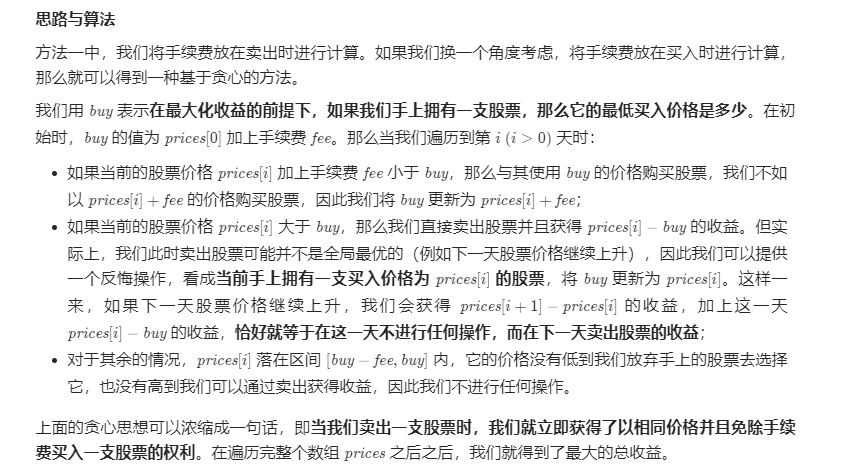 思路与算法
方法一中，我们将手续费放在卖出时进行计算。如果我们换一个角度考虑，将手续费放在买入时进行计算，
那么就可以得到一种基于贪心的方法。
我们用 buy 表示在最大化收益的前提下，如果我们手上拥有一支股票，那么它的最低买入价格是多少。在初
始时，buy 的值为 prices[0] 加上手续费 fee。那么当我们遍历到第 i (i > 0) 天时：
• 如果当前的股票价格 prices[i] 加上手续费 fee 小于 buy，那么与其使用 buy 的价格购买股票，我们不如
以 prices[i] + fee 的价格购买股票，因此我们将 buy 更新为 prices[i] + fee；
• 如果当前的股票价格 prices[i] 大于 buy，那么我们直接卖出股票并且获得 prices[i] − buy 的收益。但实
际上，我们此时卖出股票可能并不是全局最优的（例如下一天股票价格继续上升），因此我们可以提供
一个反悔操作，看成当前手上拥有一支买入价格为 prices[i] 的股票，将 buy 更新为 prices[i]。这样一
来，如果下一天股票价格继续上升，我们会获得 prices[i + 1] − prices[i] 的收益，加上这一天
prices[i] − buy 的收益，恰好就等于在这一天不进行任何操作，而在下一天卖出股票的收益；
• 对于其余的情况，prices[i] 落在区间 [buy − fee, buy] 内，它的价格没有低到我们放弃手上的股票去选择
它，也没有高到我们可以通过卖出获得收益，因此我们不进行任何操作。
上面的贪心思想可以浓缩成一句话，即当我们卖出一支股票时，我们就立即获得了以相同价格并且免除手续
费买入一支股票的权利。在遍历完整个数组 prices 之后之后，我们就得到了最大的总收益。